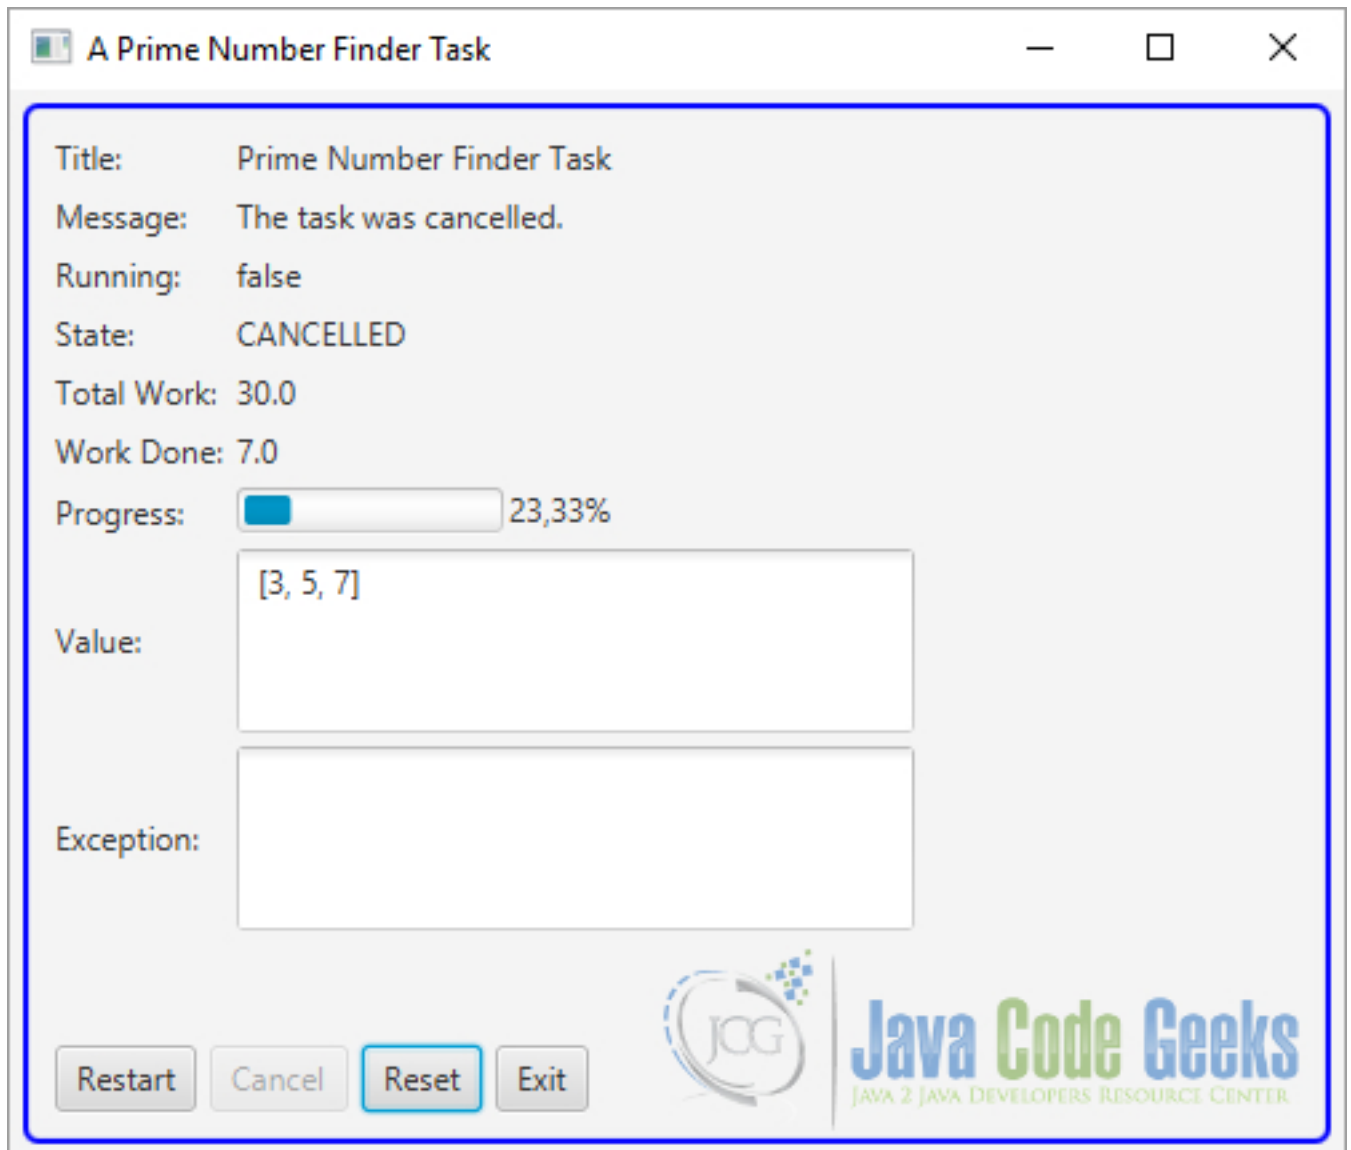 A Prime Number Finder Task
Title: Prime Number Finder Task
Message: The task was cancelled.
Running: false
State: CANCELLED
Total Work: 30.0
Work Done: 7.0
Progress: 23,33%
Value: [3, 5, 7]
Exception:
JCG
Java Code Geeks
JAVA 2 JAVA DEVELOPERS RESOURCE CENTER
Restart Cancel Reset Exit